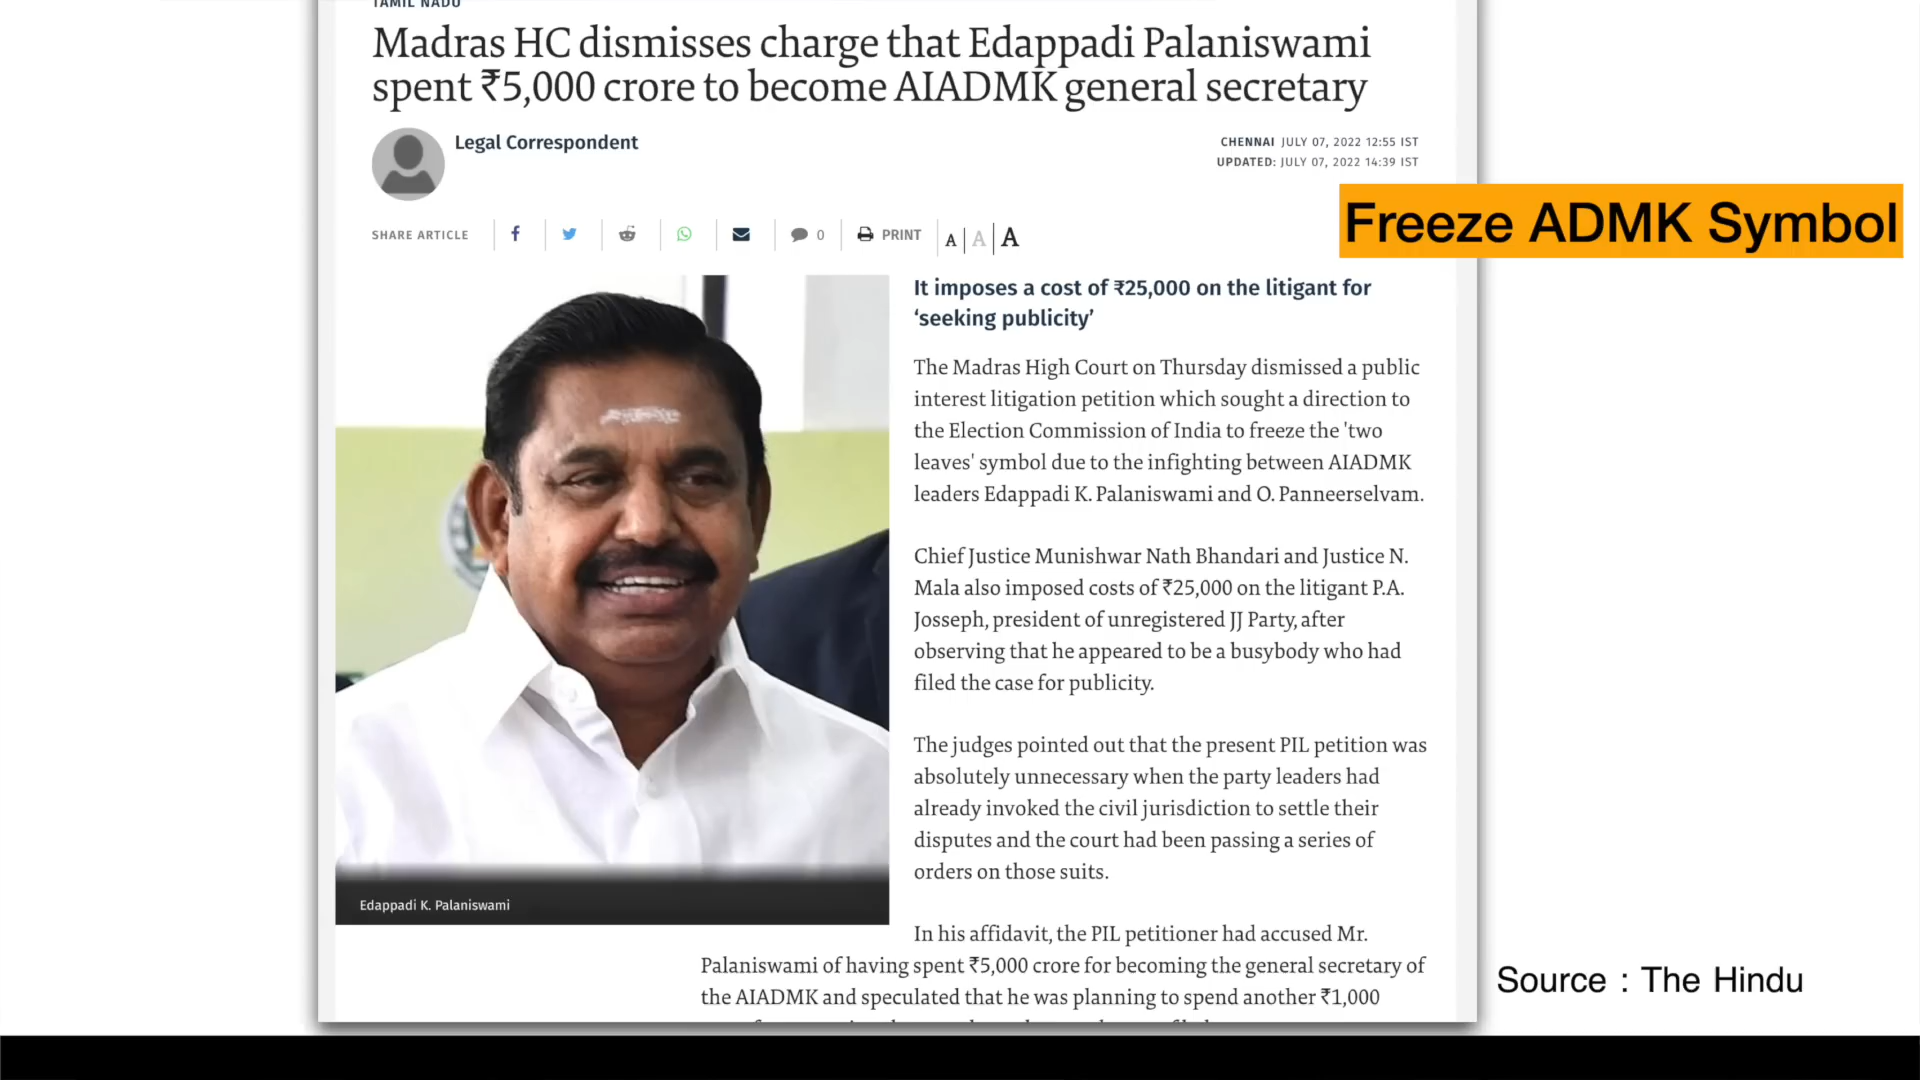 TAMIL NADU
Madras HC dismisses charge that Edappadi Palaniswami
spent ₹5,000 crore to become AIADMK general secretary
Legal Correspondent
CHENNAI JULY 07, 2022 12:55 IST
UPDATED: JULY 07, 2022 14:39 IST
Freeze ADMK Symbol
SHARE ARTICLE
0
PRINT
A | A | A
It imposes a cost of ₹25,000 on the litigant for
‘seeking publicity’
The Madras High Court on Thursday dismissed a public
interest litigation petition which sought a direction to
the Election Commission of India to freeze the 'two
leaves' symbol due to the infighting between AIADMK
leaders Edappadi K. Palaniswami and O. Panneerselvam.
Chief Justice Munishwar Nath Bhandari and Justice N.
Mala also imposed costs of ₹25,000 on the litigant P.A.
Josseph, president of unregistered JJ Party, after
observing that he appeared to be a busybody who had
filed the case for publicity.
The judges pointed out that the present PIL petition was
absolutely unnecessary when the party leaders had
already invoked the civil jurisdiction to settle their
disputes and the court had been passing a series of
orders on those suits.
Edappadi K. Palaniswami
In his affidavit, the PIL petitioner had accused Mr.
Palaniswami of having spent ₹5,000 crore for becoming the general secretary of
the AIADMK and speculated that he was planning to spend another ₹1,000
Source : The Hindu